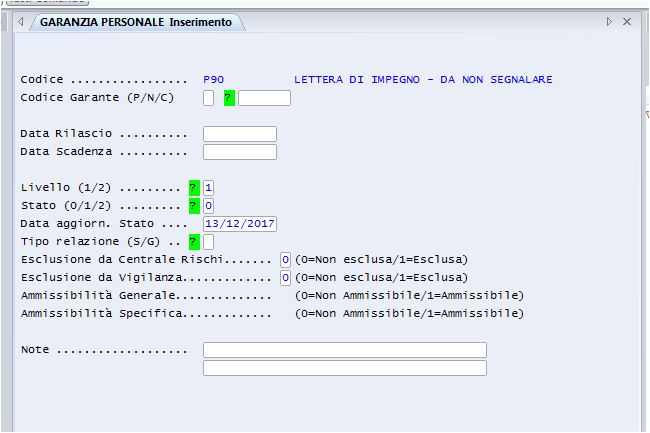 GARANZIA PERSONALE Inserimento
Codice ................. P90 LETTERA DI IMPEGNO - DA NON SEGNALARE
Codice Garante (P/N/C) ?
Data Rilascio ..........
Data Scadenza ..........
Livello (1/2) ......... ? 1
Stato (0/1/2) ......... ? 0
Data aggiorn. Stato .... 13/12/2017
Tipo relazione (S/G) .. ?
Esclusione da Centrale Rischi....... 0 (0=Non esclusa/1=Esclusa)
Esclusione da Vigilanza............. 0 (0=Non esclusa/1=Esclusa)
Ammissibilità Generale............. (0=Non Ammissibile/1=Ammissibile)
Ammissibilità Specifica............. (0=Non Ammissibile/1=Ammissibile)
Note ...................